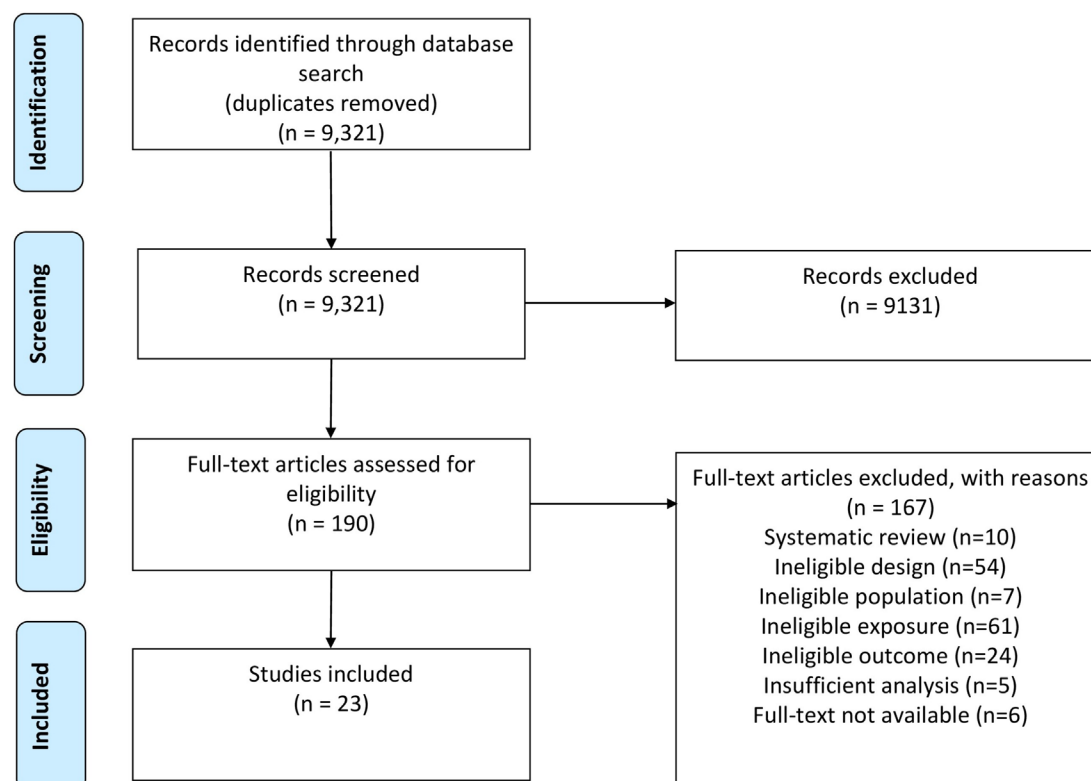 Identification
Records identified through database
search
(duplicates removed)
(n = 9,321)
Screening
Records screened
(n = 9,321)
Records excluded
(n = 9131)
Eligibility
Full-text articles assessed for
eligibility
(n = 190)
Full-text articles excluded, with reasons
(n = 167)
Systematic review (n=10)
Ineligible design (n=54)
Ineligible population (n=7)
Ineligible exposure (n=61)
Ineligible outcome (n=24)
Insufficient analysis (n=5)
Full-text not available (n=6)
Included
Studies included
(n = 23)